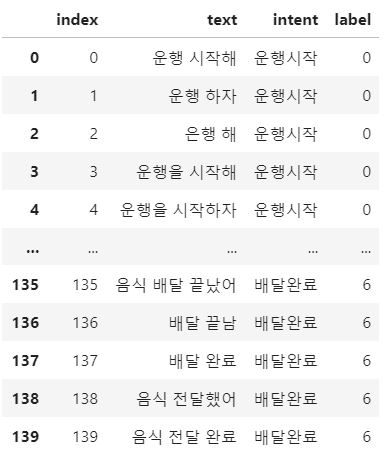 index text intent label
0 0 운행 시작해 운행시작 0
1 1 운행 하자 운행시작 0
2 2 은행 해 운행시작 0
3 3 운행을 시작해 운행시작 0
4 4 운행을 시작하자 운행시작 0
... ... ... ... ...
135 135 음식 배달 끝났어 배달완료 6
136 136 배달 끝남 배달완료 6
137 137 배달 완료 배달완료 6
138 138 음식 전달했어 배달완료 6
139 139 음식 전달 완료 배달완료 6